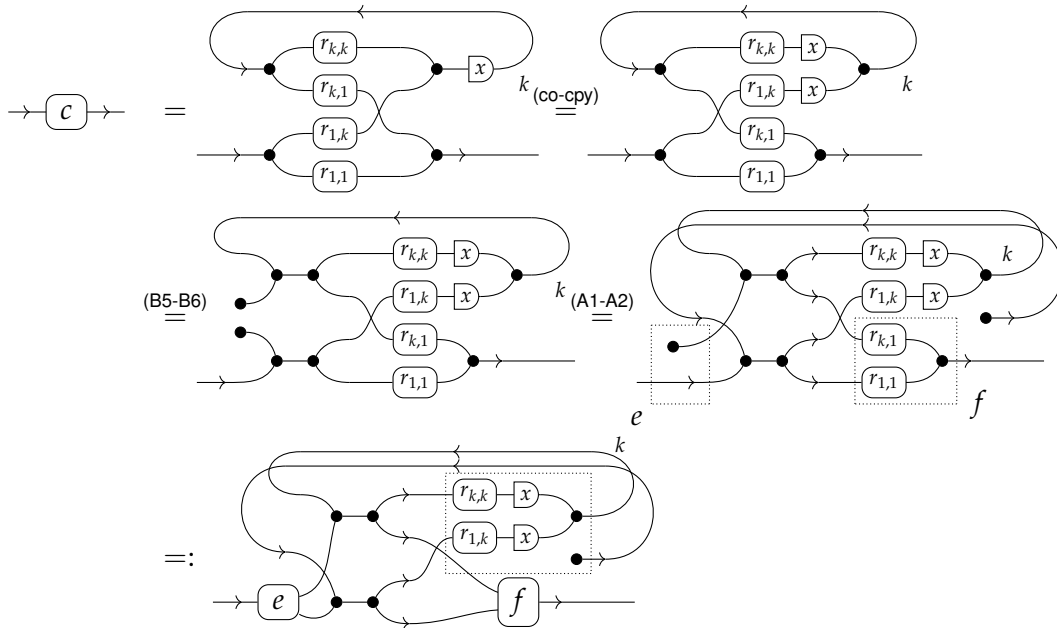 r_{k,k} r_{k,k} x
x
r_{k,1} k (co-cpy) r_{1,k} x k
c = =
r_{1,k} r_{k,1}
r_{1,1} r_{1,1}
r_{k,k} x r_{k,k} x k
(B5-B6) r_{1,k} x k (A1-A2) r_{1,k} x
= =
r_{k,1} r_{k,1}
r_{1,1} r_{1,1}
e f
k
r_{k,k} x
r_{1,k} x
=:
e f